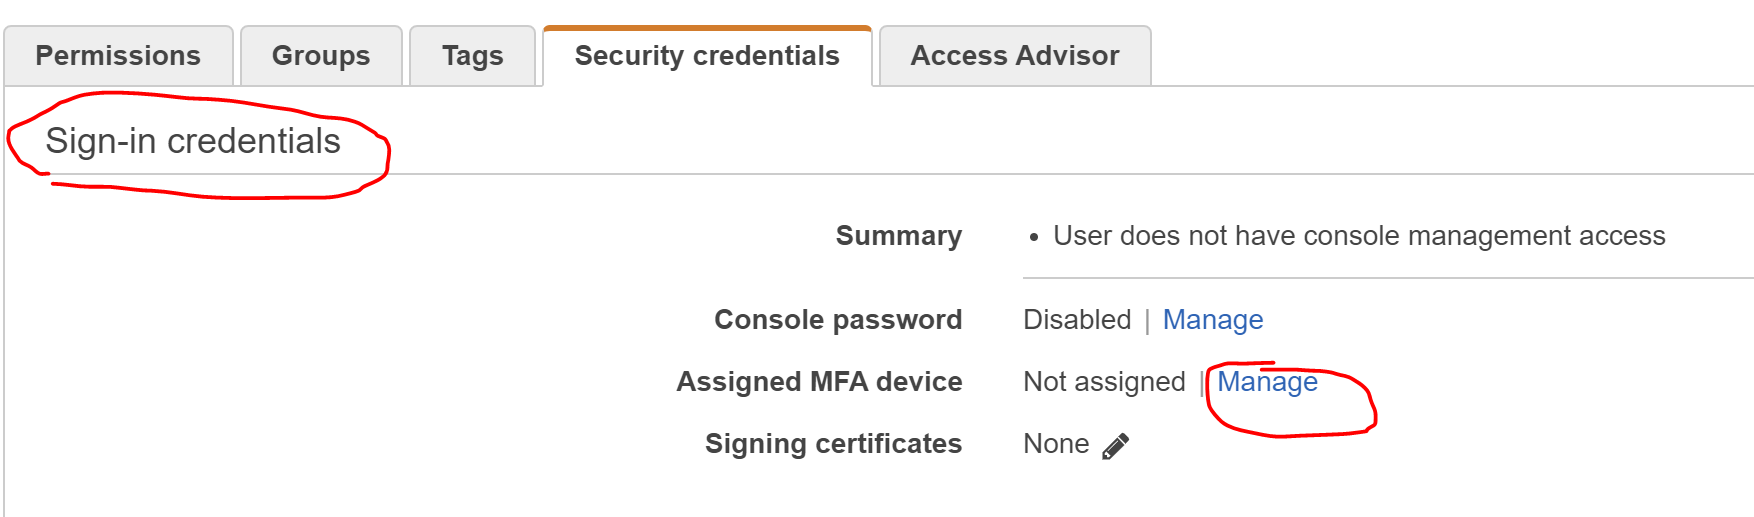 Permissions Groups Tags Security credentials Access Advisor
Sign-in credentials
Summary • User does not have console management access
Console password Disabled | Manage
Assigned MFA device Not assigned | Manage
Signing certificates None